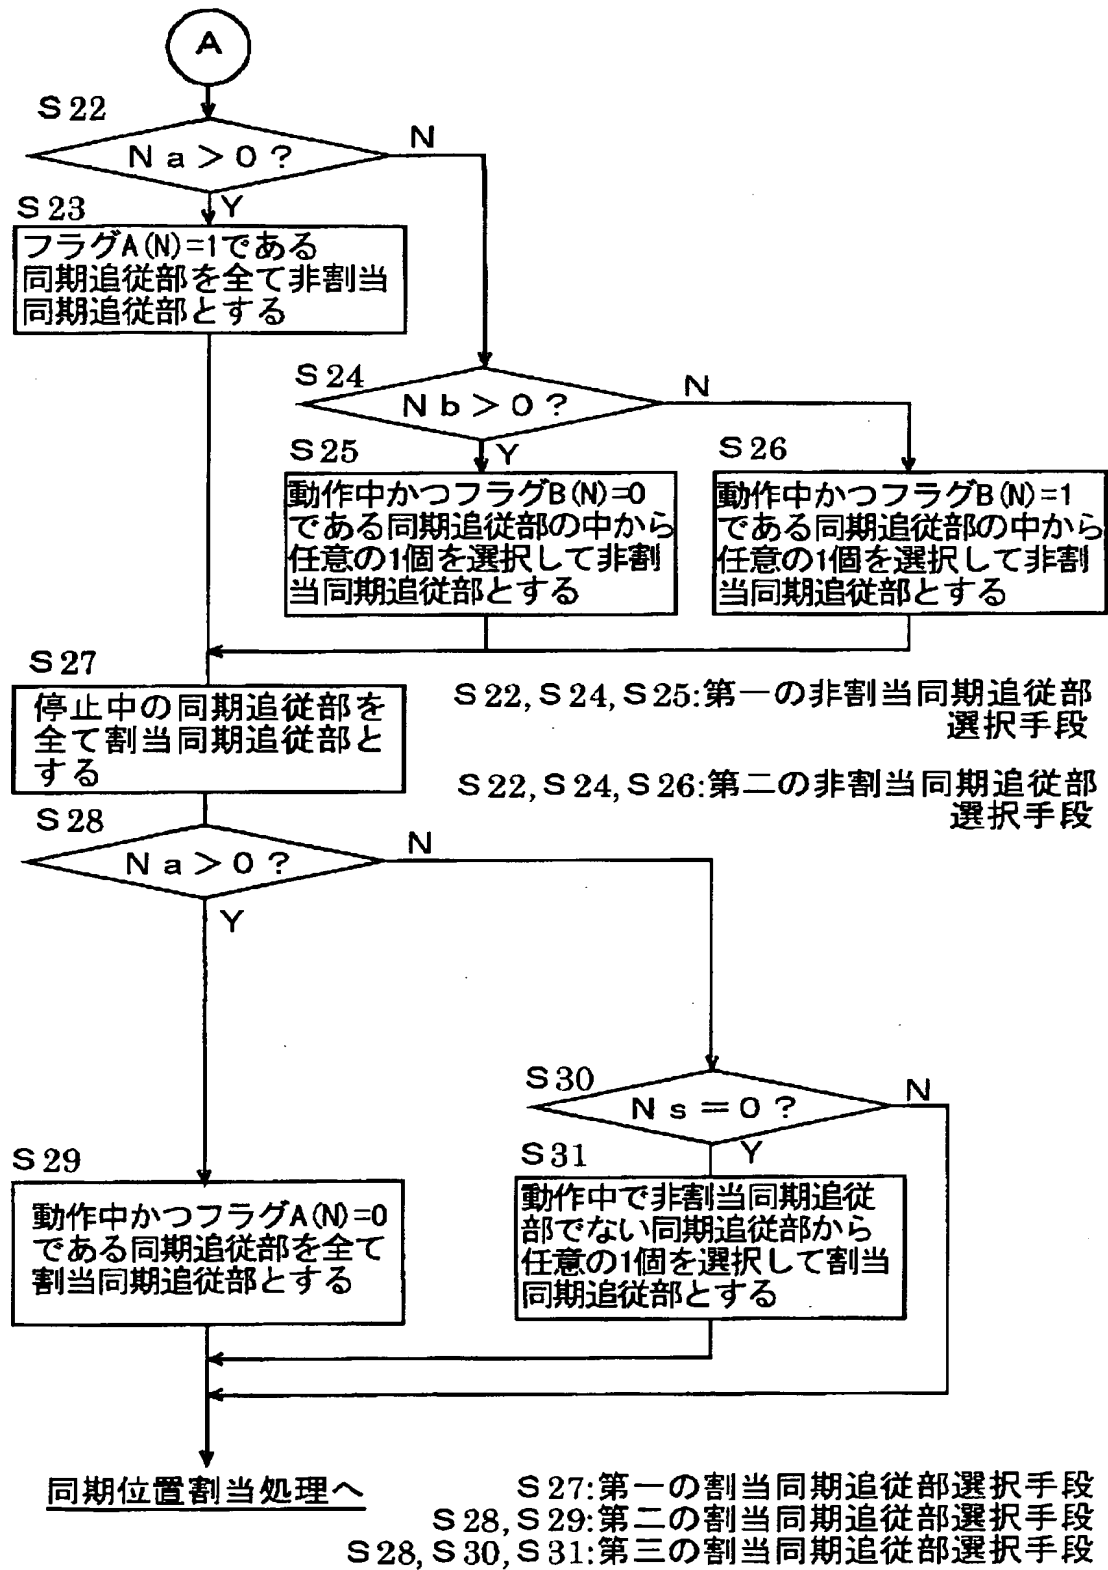 A
S22
Na>0?
N
Y
S23
フラグA(N)=1である
同期追従部を全て非割当
同期追従部とする
S24
Nb>0?
N
Y
S25
動作中かつフラグB(N)=0
である同期追従部の中から
任意の1個を選択して非割
当同期追従部とする
S26
動作中かつフラグB(N)=1
である同期追従部の中から
任意の1個を選択して非割
当同期追従部とする
S27
停止中の同期追従部を
全て割当同期追従部と
する
S22,S24,S25:第一の非割当同期追従部
選択手段
S22,S24,S26:第二の非割当同期追従部
選択手段
S28
Na>0?
N
Y
S30
Ns=0?
N
Y
S29
動作中かつフラグA(N)=0
である同期追従部を全て
割当同期追従部とする
S31
動作中で非割当同期追従
部でない同期追従部から
任意の1個を選択して割当
同期追従部とする
同期位置割当処理へ
S27:第一の割当同期追従部選択手段
S28,S29:第二の割当同期追従部選択手段
S28,S30,S31:第三の割当同期追従部選択手段